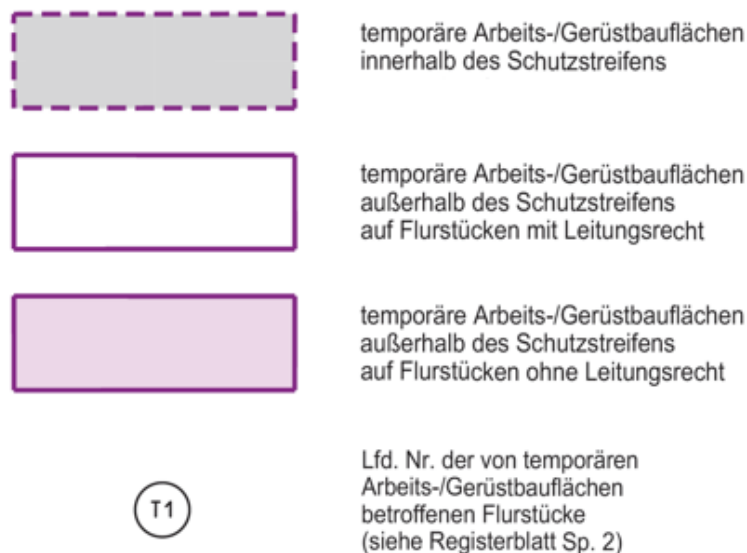 temporäre Arbeits-/Gerüstbauflächen
innerhalb des Schutzstreifens
temporäre Arbeits-/Gerüstbauflächen
außerhalb des Schutzstreifens
auf Flurstücken mit Leitungsrecht
temporäre Arbeits-/Gerüstbauflächen
außerhalb des Schutzstreifens
auf Flurstücken ohne Leitungsrecht
T1
Lfd. Nr. der von temporären
Arbeits-/Gerüstbauflächen
betroffenen Flurstücke
(siehe Registerblatt Sp. 2)